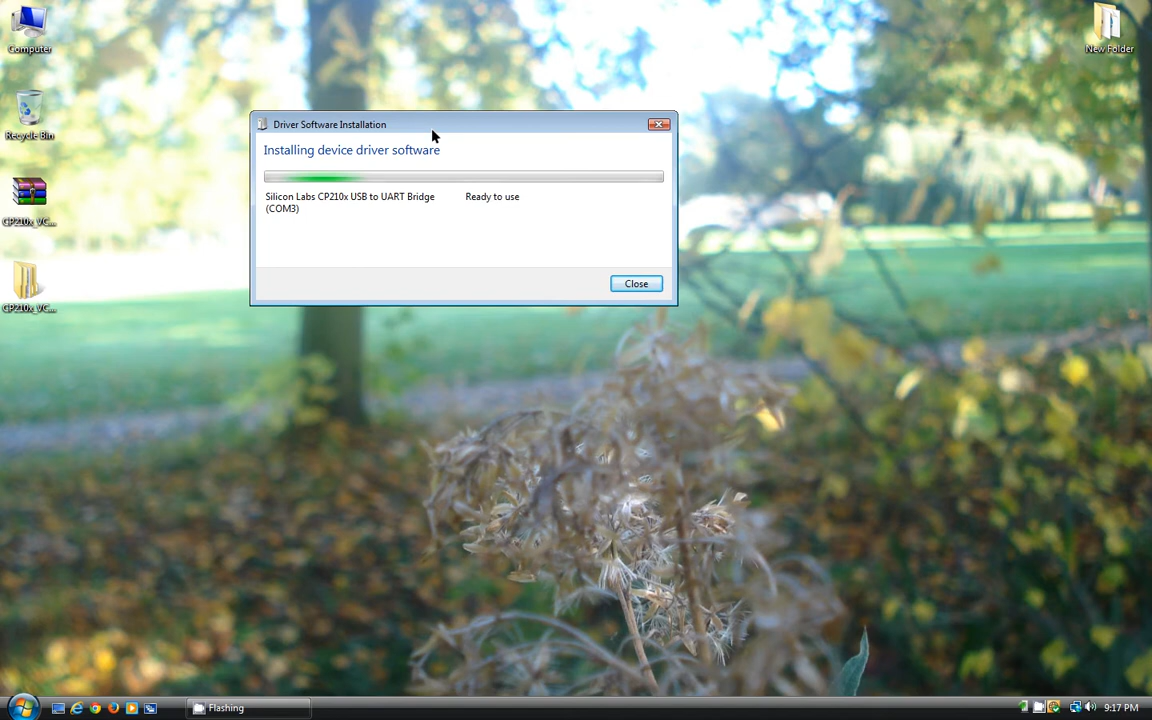 Computer
New Folder
Driver Software Installation
Installing device driver software
Recycle Bin
Silicon Labs CP210x USB to UART Bridge
(COM3)
Ready to use
CP210x_VC...
CP210x_VC...
Close
Flashing
9:17 PM